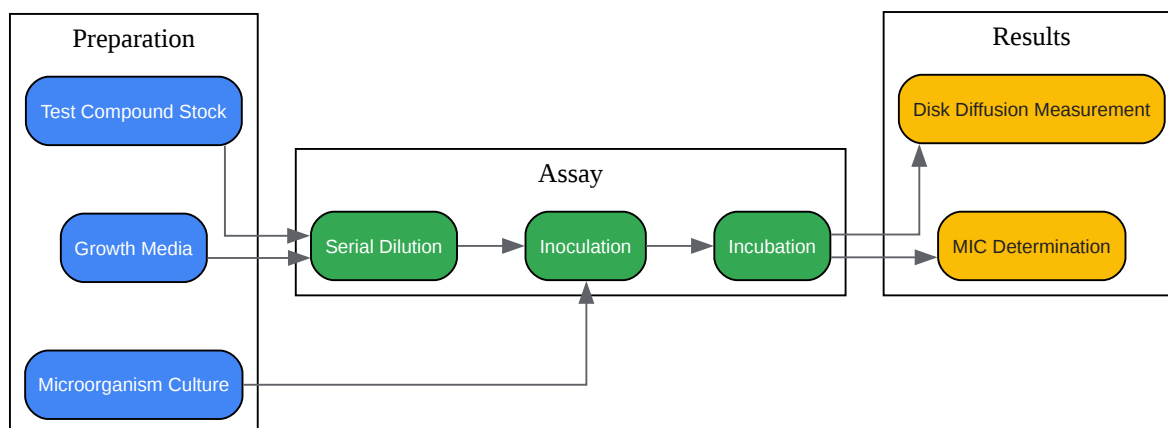 Preparation
Test Compound Stock
Growth Media
Microorganism Culture
Assay
Serial Dilution
Inoculation
Incubation
Results
Disk Diffusion Measurement
MIC Determination